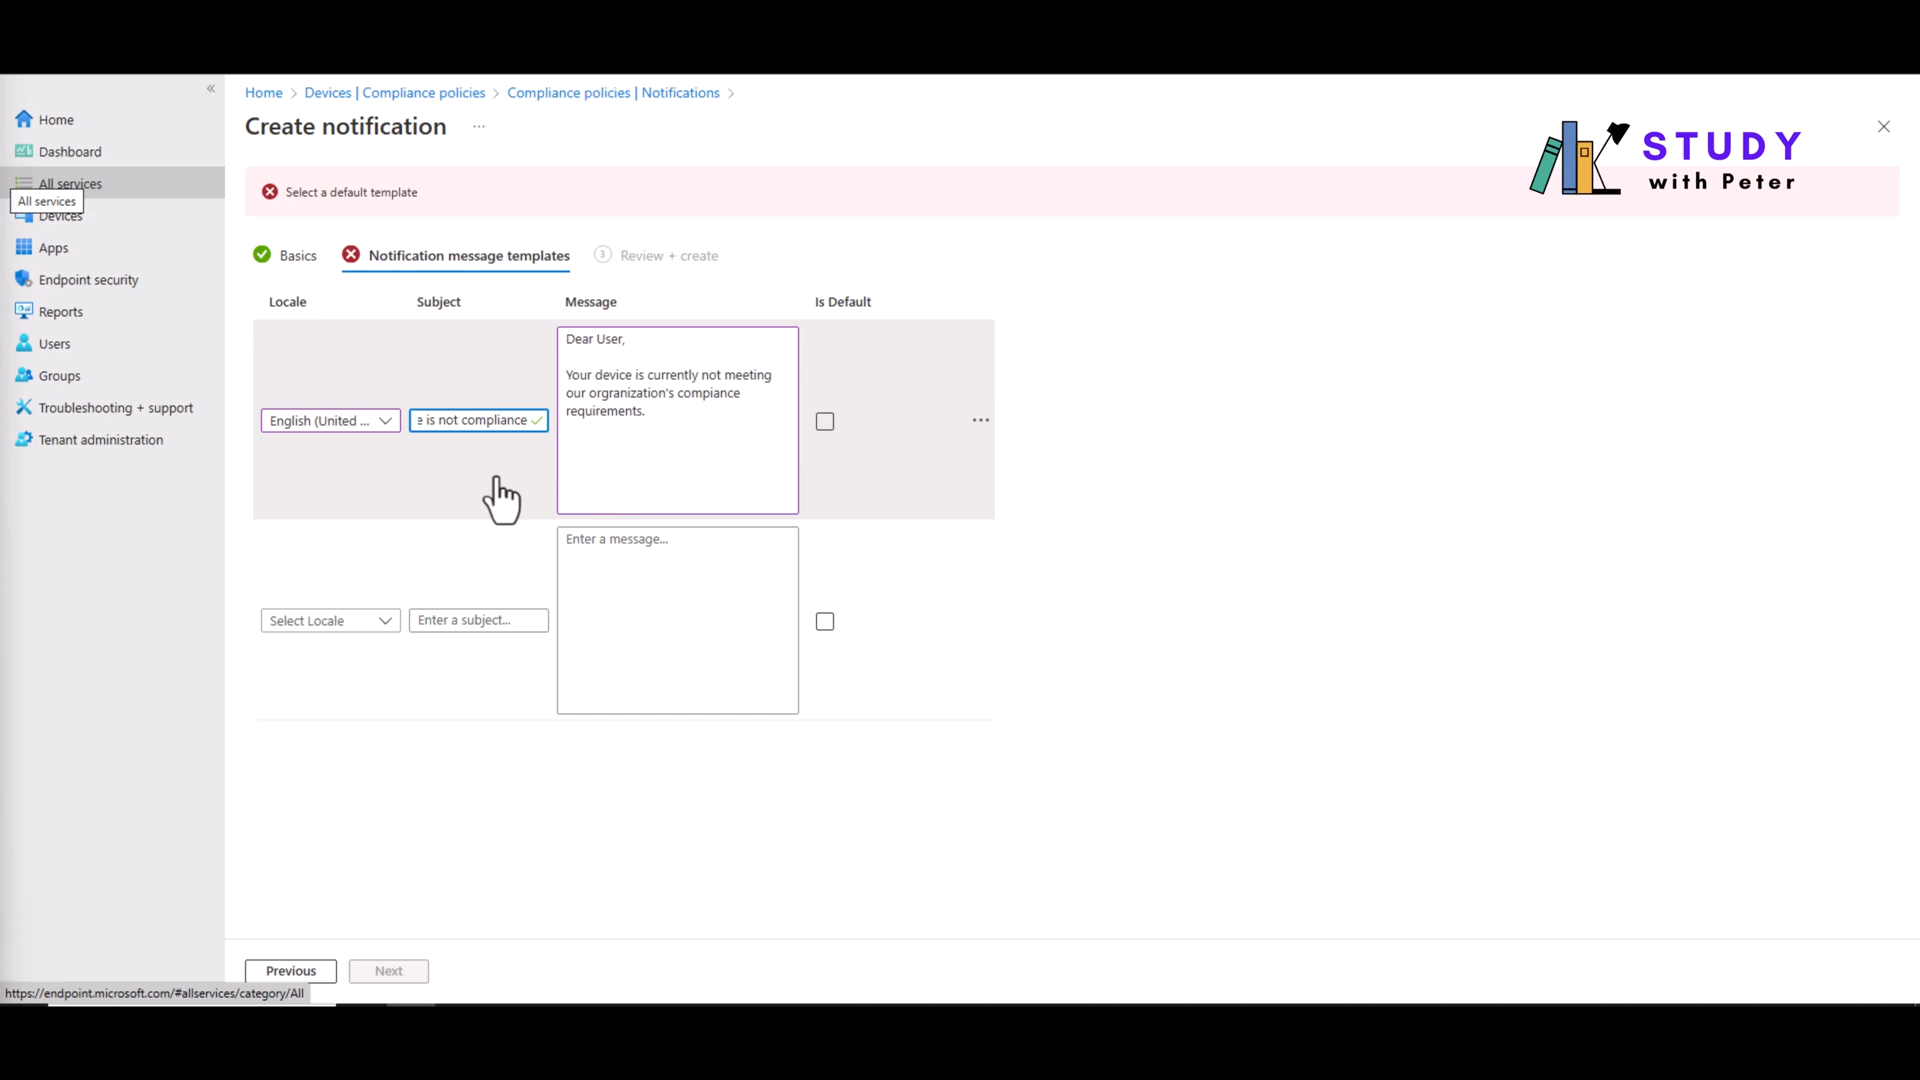 «
Home > Devices | Compliance policies > Compliance policies | Notifications >
Create notification ...
STUDY
with Peter
Home
Dashboard
All services
All services
Devices
Apps
Endpoint security
Reports
Users
Groups
Troubleshooting + support
Tenant administration
Select a default template
Basics
Notification message templates
3 Review + create
Locale Subject Message Is Default
English (United ...
e is not compliance
Dear User,
Your device is currently not meeting
our orgranization's compiance
requirements.
...
Select Locale
Enter a subject...
Enter a message...
Previous
Next
https://endpoint.microsoft.com/#allservices/category/All